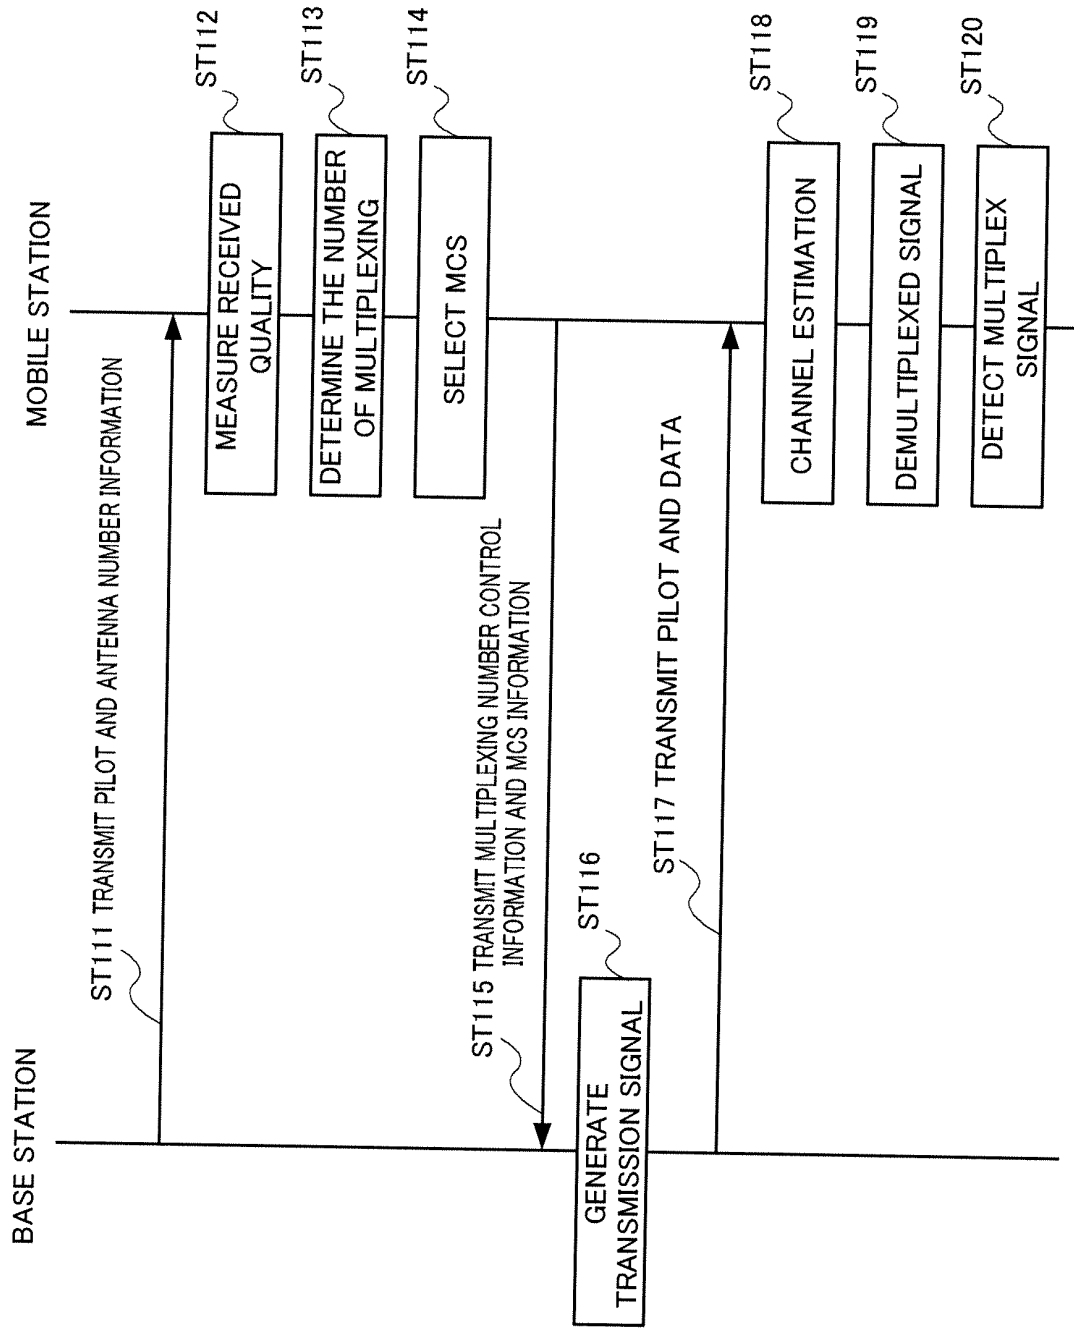 BASE STATION
MOBILE STATION
ST111 TRANSMIT PILOT AND ANTENNA NUMBER INFORMATION
ST112
MEASURE RECEIVED
QUALITY
ST113
DETERMINE THE NUMBER
OF MULTIPLEXING
ST114
SELECT MCS
ST115 TRANSMIT MULTIPLEXING NUMBER CONTROL
INFORMATION AND MCS INFORMATION
ST116
GENERATE
TRANSMISSION SIGNAL
ST117 TRANSMIT PILOT AND DATA
ST118
CHANNEL ESTIMATION
ST119
DEMULTIPLEXED SIGNAL
ST120
DETECT MULTIPLEX
SIGNAL